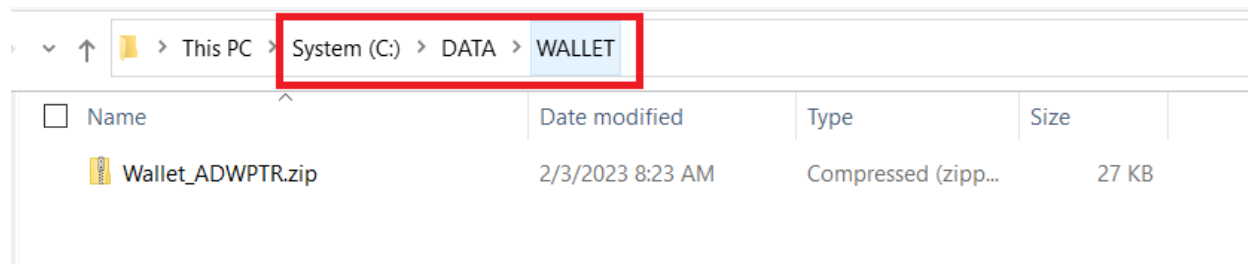 This PC > System (C:) > DATA > WALLET
Name Date modified Type Size
Wallet_ADWPTR.zip 2/3/2023 8:23 AM Compressed (zipp... 27 KB